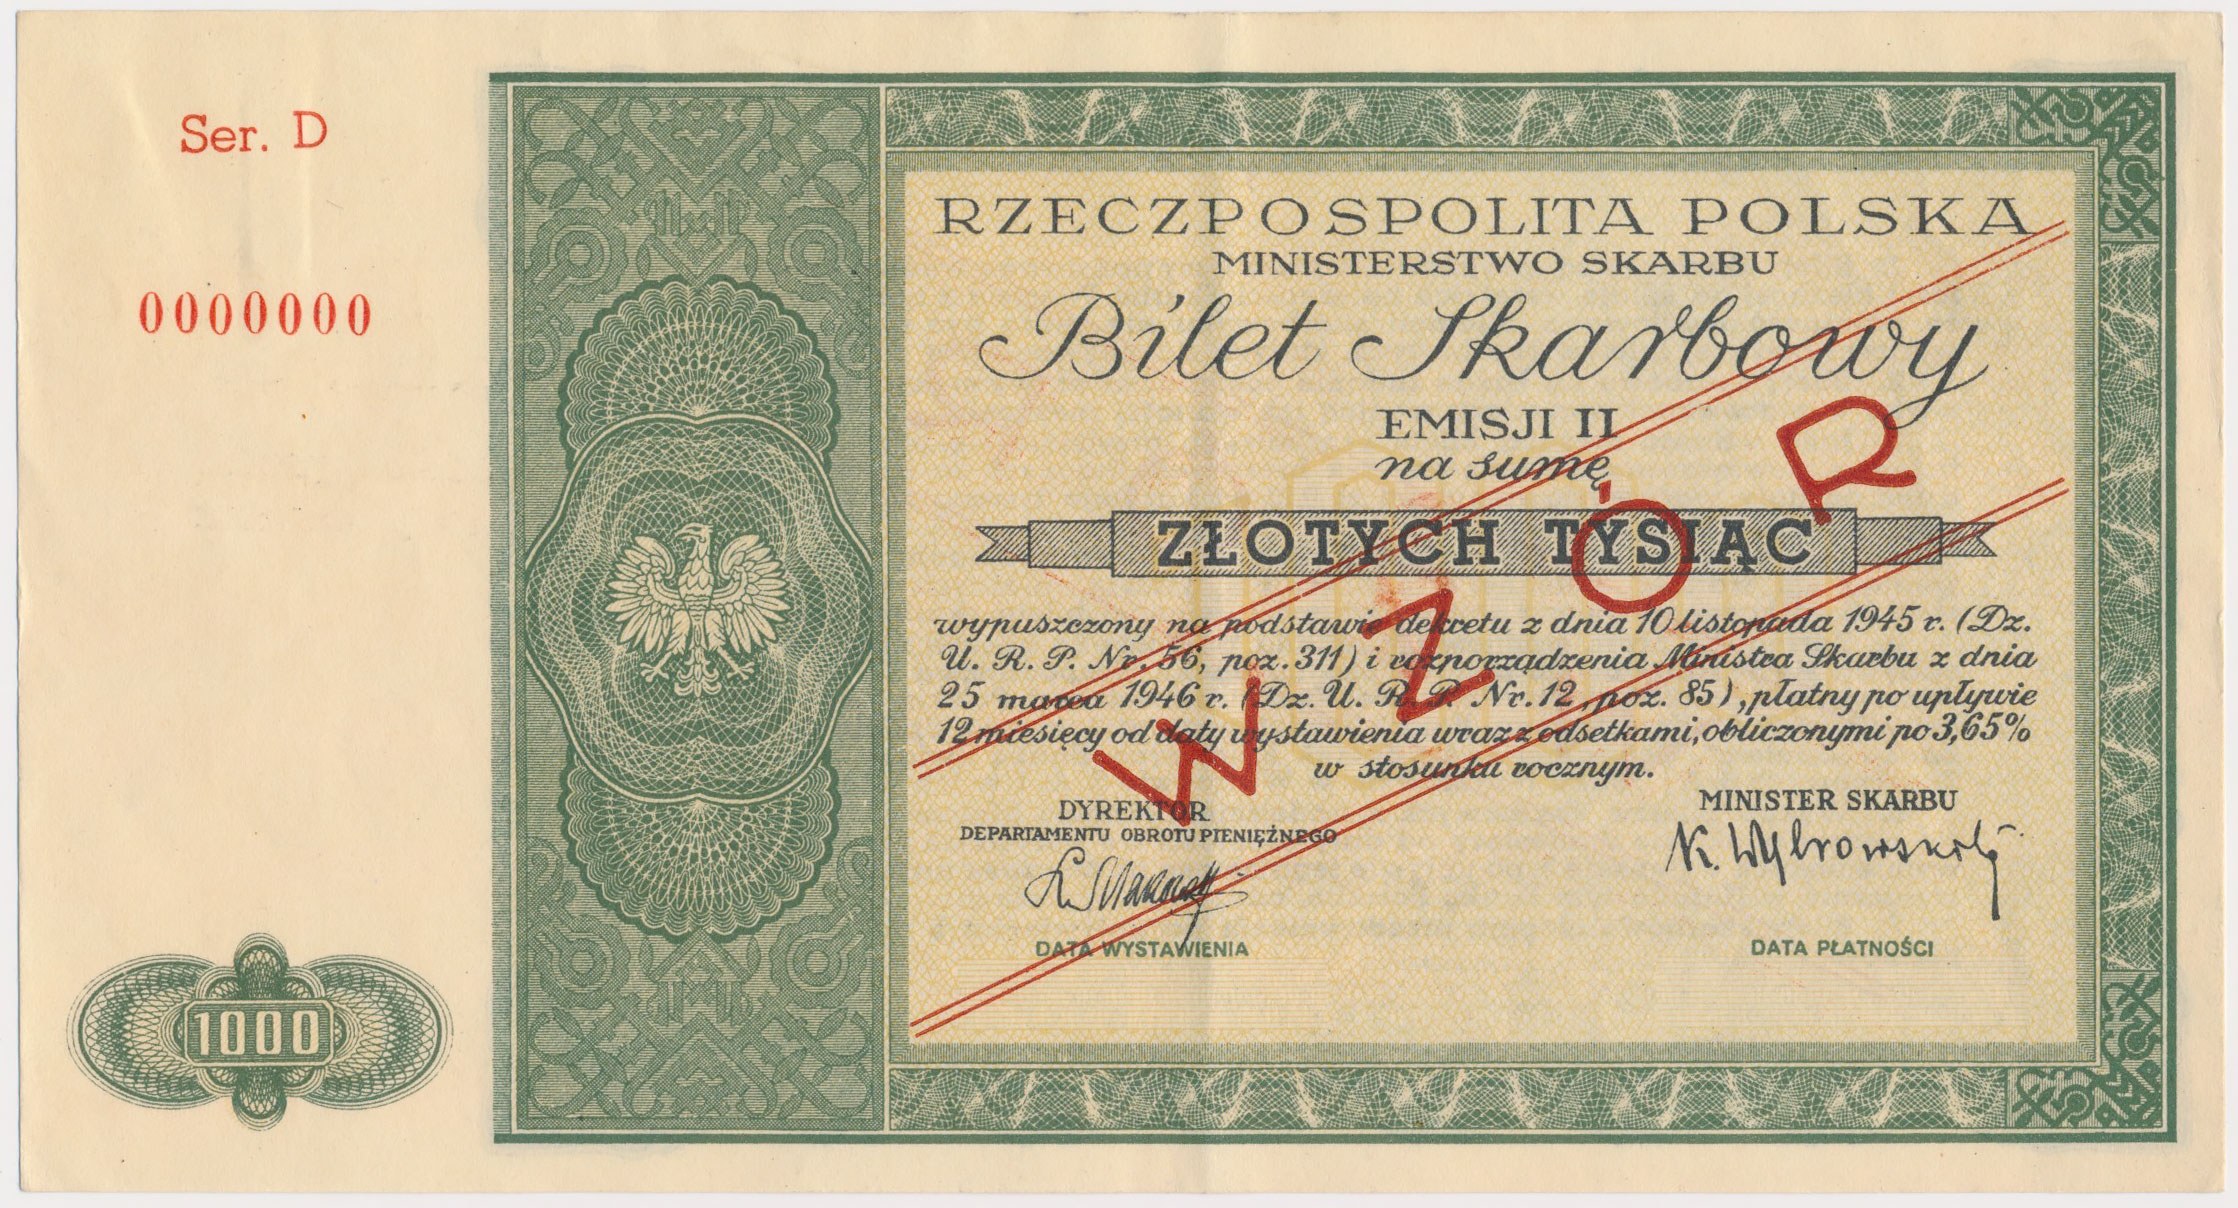 Ser. D
0000000
1000
RZECZPOSPOLITA POLSKA
MINISTERSTWO SKARBU
Bilet Skarbowy
EMISJI II
na sumę
ZŁOTYCH TYSIĄC
wypuszczony na podstawie dekretu z dnia 10 listopada 1945 r. (Dz.
U. R. P. Nr. 56, poz. 311) i rozporządzenia Ministra Skarbu z dnia
25 marca 1946 r. (Dz. U. R. P. Nr. 12, poz. 85), płatny po upływie
12 miesięcy od daty wystawienia wraz z odsetkami, obliczonymi po 3,65%
w stosunku rocznym.
WZÓR
DYREKTOR
DEPARTAMENTU OBROTU PIENIĘŻNEGO
MINISTER SKARBU
DATA WYSTAWIENIA
DATA PŁATNOŚCI